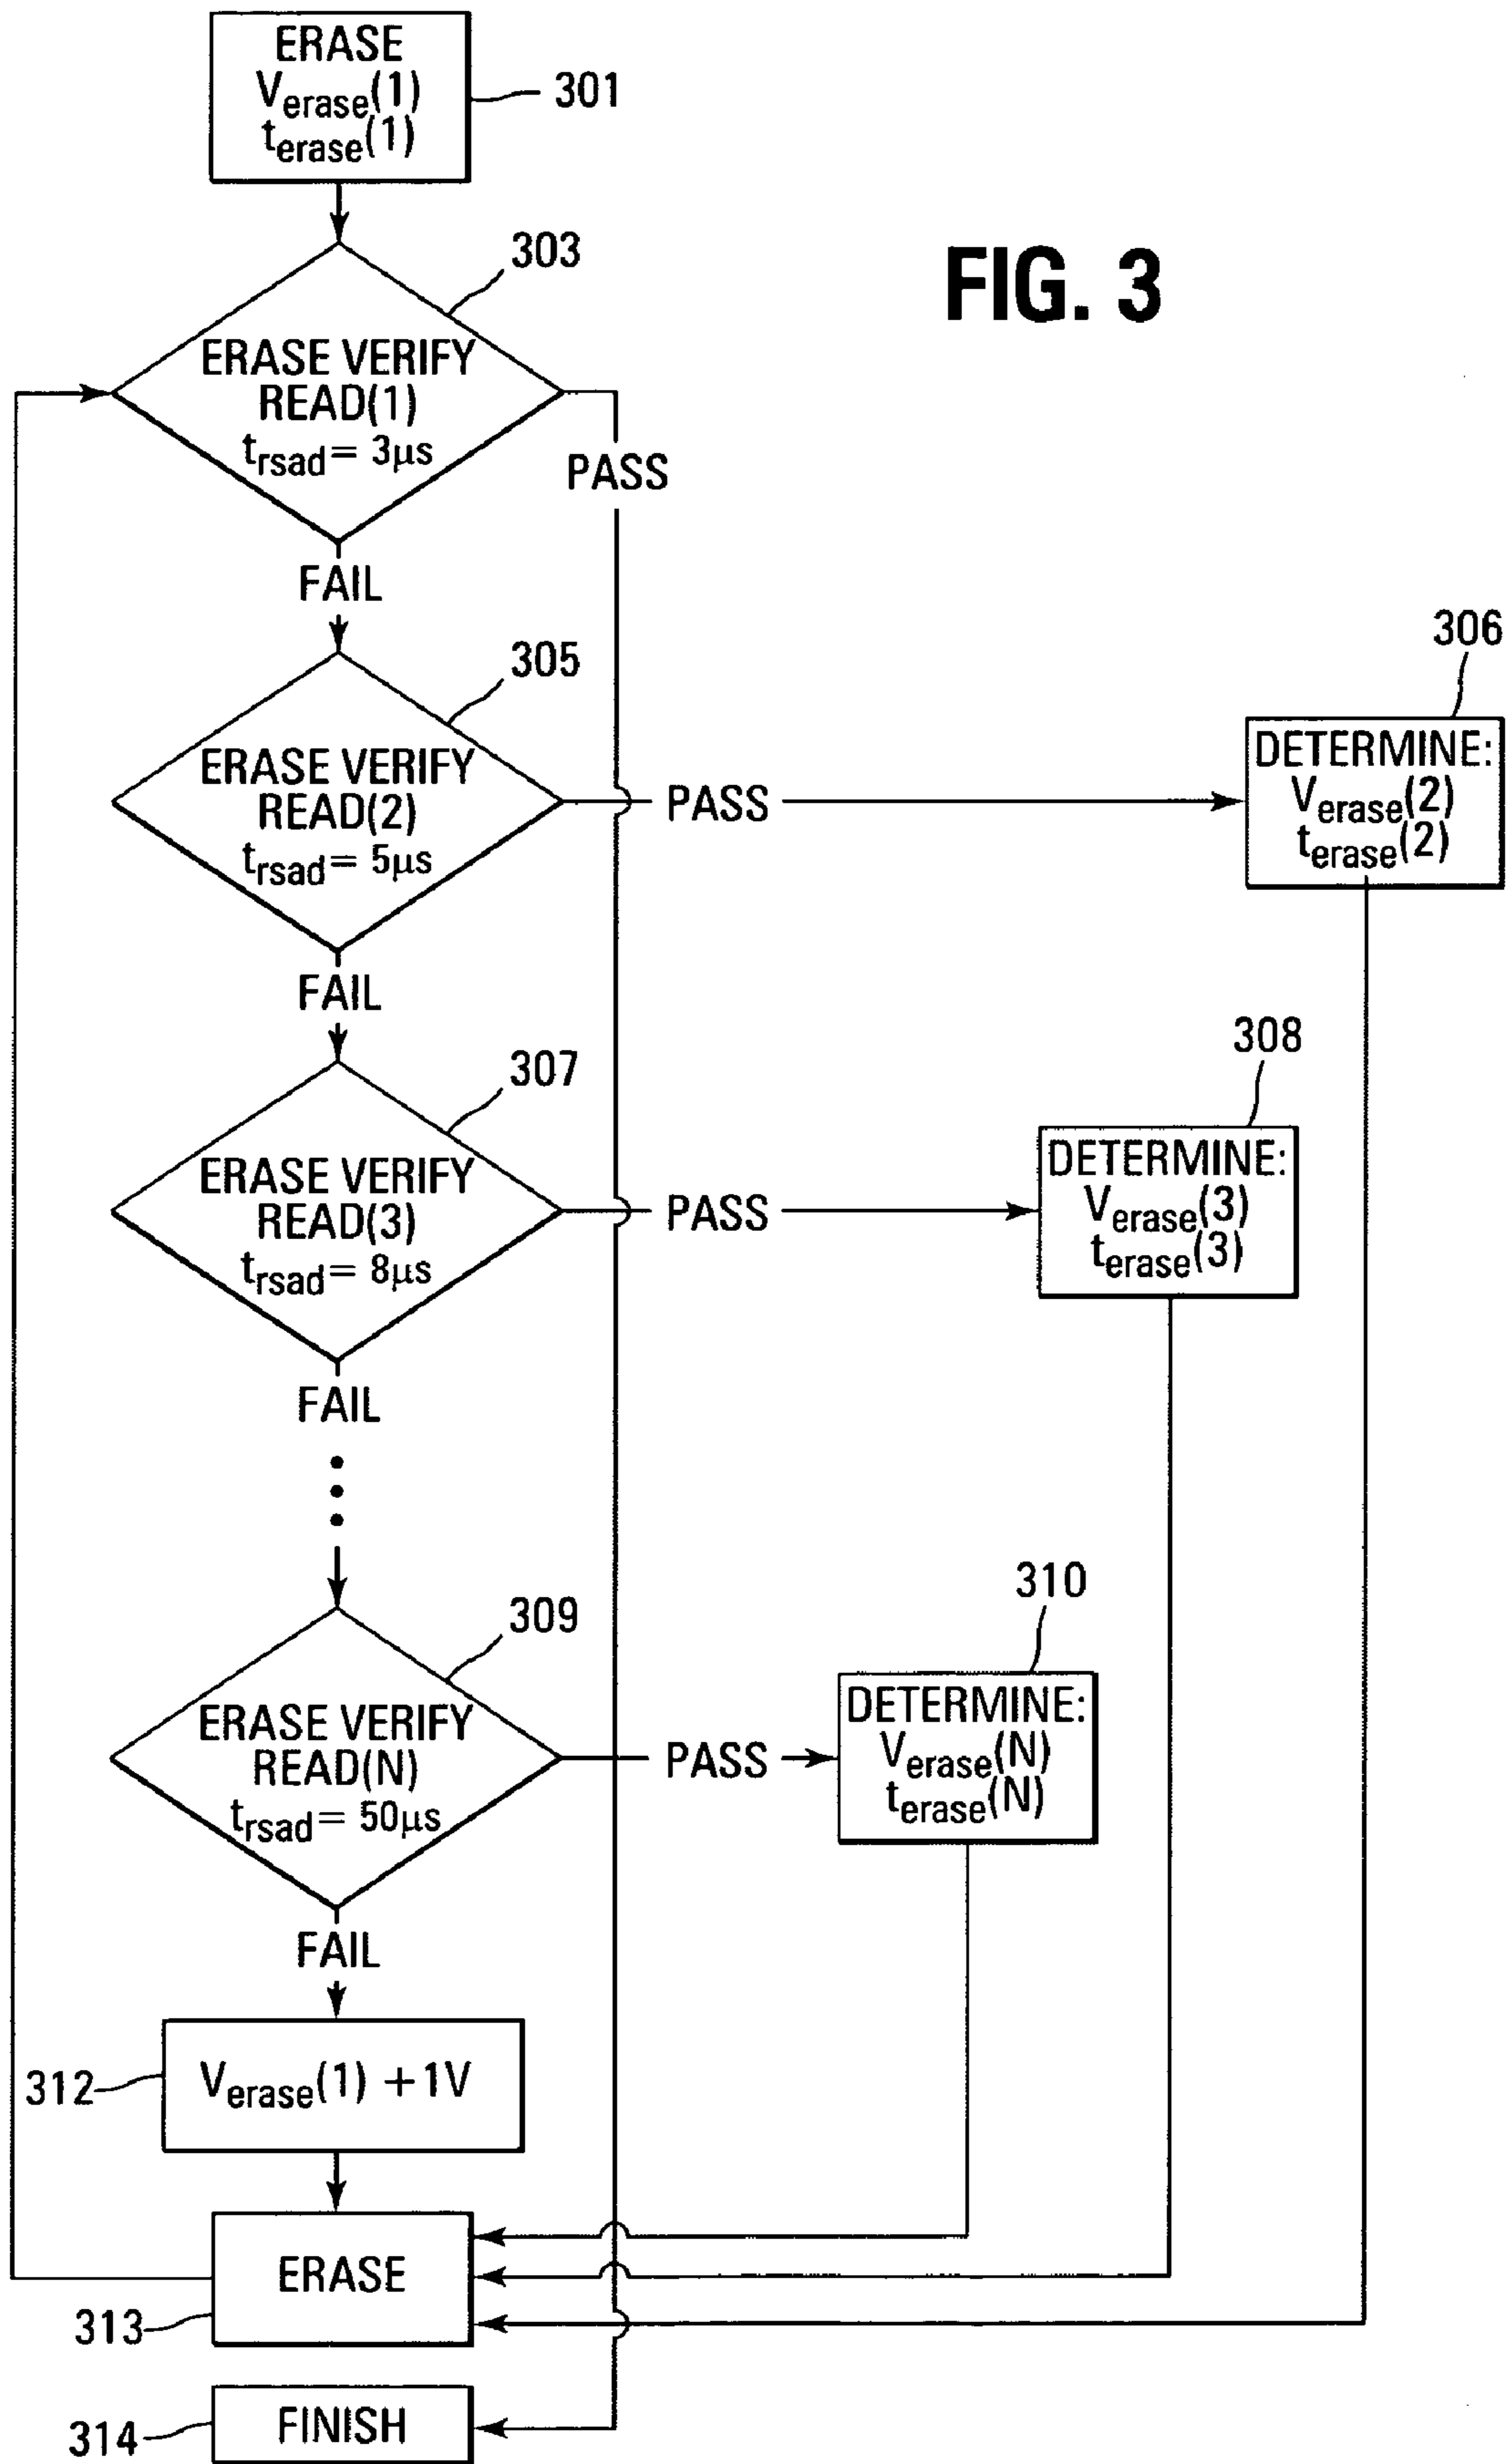 ERASE
Verase(1)
terase(1)
301
FIG. 3
303
ERASE VERIFY
READ(1)
trsad = 3µs
PASS
FAIL
305
ERASE VERIFY
READ(2)
trsad = 5µs
PASS
306
DETERMINE:
Verase(2)
terase(2)
FAIL
307
ERASE VERIFY
READ(3)
trsad = 8µs
PASS
308
DETERMINE:
Verase(3)
terase(3)
FAIL
309
ERASE VERIFY
READ(N)
trsad = 50µs
PASS
310
DETERMINE:
Verase(N)
terase(N)
FAIL
312
Verase(1) +1V
ERASE
313
FINISH
314